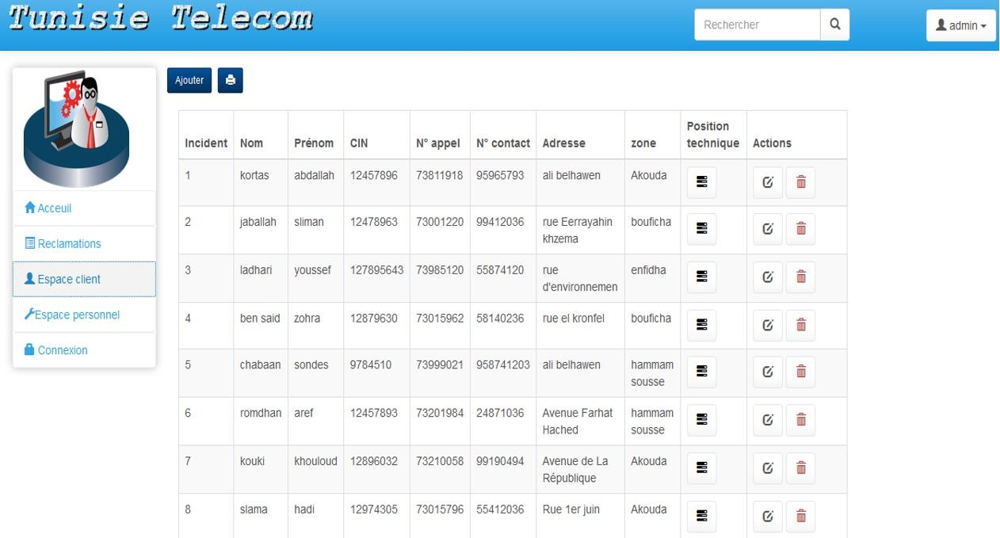 Tunisie Telecom
Rechercher
admin
Ajouter
Acceuil
Reclamations
Espace client
Espace personnel
Connexion
Incident Nom Prénom CIN N° appel N° contact Adresse zone Position technique Actions
1 kortas abdallah 12457896 73811918 95965793 ali belhawen Akouda
2 jaballah sliman 12478963 73001220 99412036 rue Eerrayahin khzema bouficha
3 ladhari youssef 127895643 73985120 55874120 rue d'environnemen enfidha
4 ben said zohra 12879630 73015962 58140236 rue el kronfel bouficha
5 chabaan sondes 9784510 73999021 958741203 ali belhawen hammam sousse
6 romdhan aref 12457893 73201984 24871036 Avenue Farhat Hached hammam sousse
7 kouki khouloud 12896032 73210058 99190494 Avenue de La République Akouda
8 slama hadi 12974305 73015796 55412036 Rue 1er juin Akouda